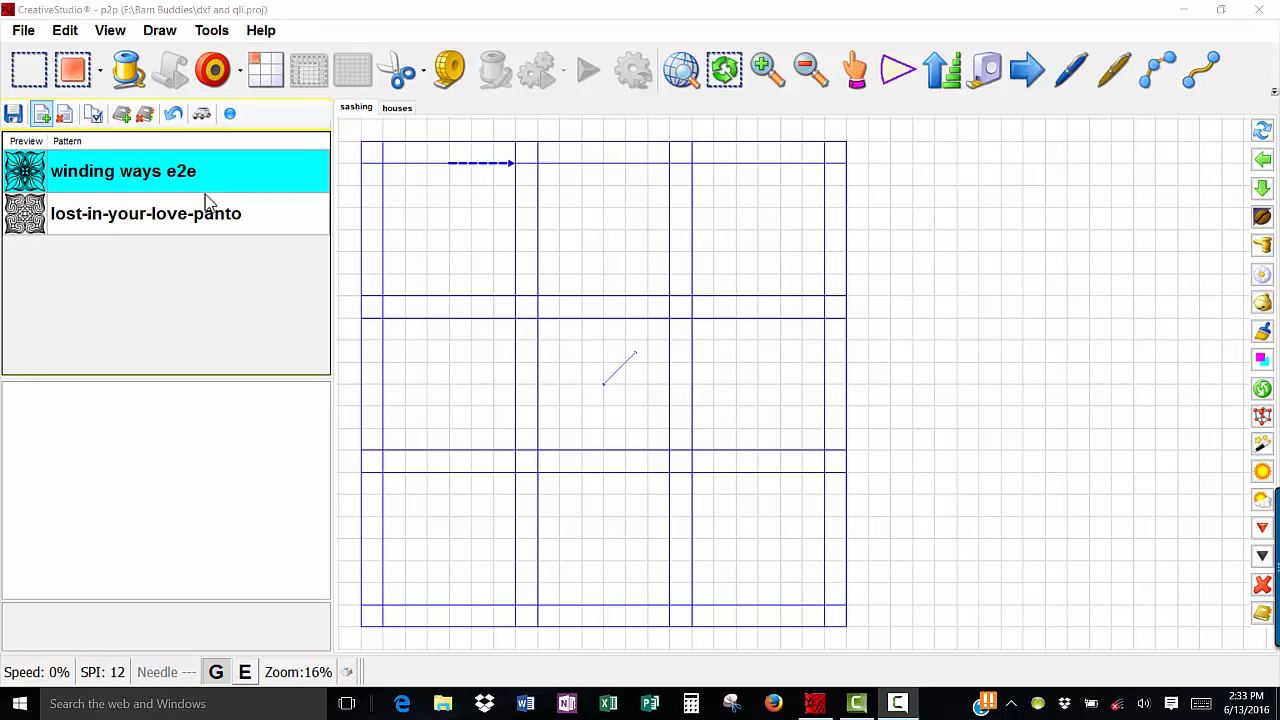 CreativeStudio® - p2p (F:\Barn Buddies\dxf and qli.proj)
File Edit View Draw Tools Help
sashing houses
Preview Pattern
winding ways e2e
lost-in-your-love-panto
Speed: 0% SPI: 12 Needle --- G E Zoom:16%
Search the web and Windows
2:33 PM
6/13/2016